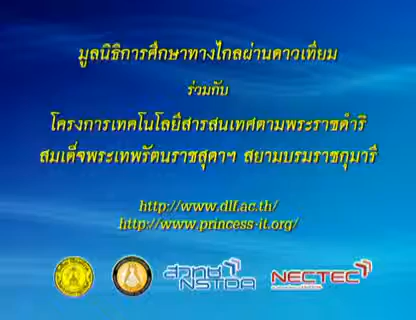 มูลนิธิการศึกษาทางไกลผ่านดาวเทียม
ร่วมกับ
โครงการเทคโนโลยีสารสนเทศตามพระราชดำริ
สมเด็จพระเทพรัตนราชสุดาฯ สยามบรมราชกุมารี
http://www.dlf.ac.th/
http://www.princess-it.org/
สวทช
NSTDA
NECTEC